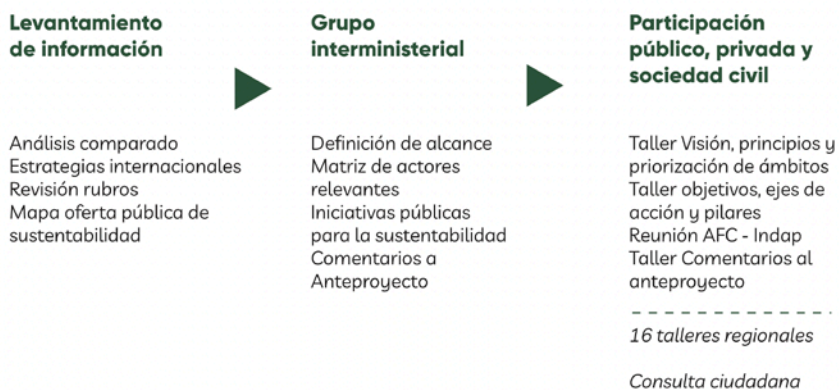 Levantamiento
de información
Análisis comparado
Estrategias internacionales
Revisión rubros
Mapa oferta pública de
sustentabilidad
Grupo
interministerial
Definición de alcance
Matriz de actores
relevantes
Iniciativas públicas
para la sustentabilidad
Comentarios a
Anteproyecto
Participación
público, privada y
sociedad civil
Taller Visión, principios y
priorización de ámbitos
Taller objetivos, ejes de
acción y pilares
Reunión AFC - Indap
Taller Comentarios al
anteproyecto
16 talleres regionales
Consulta ciudadana